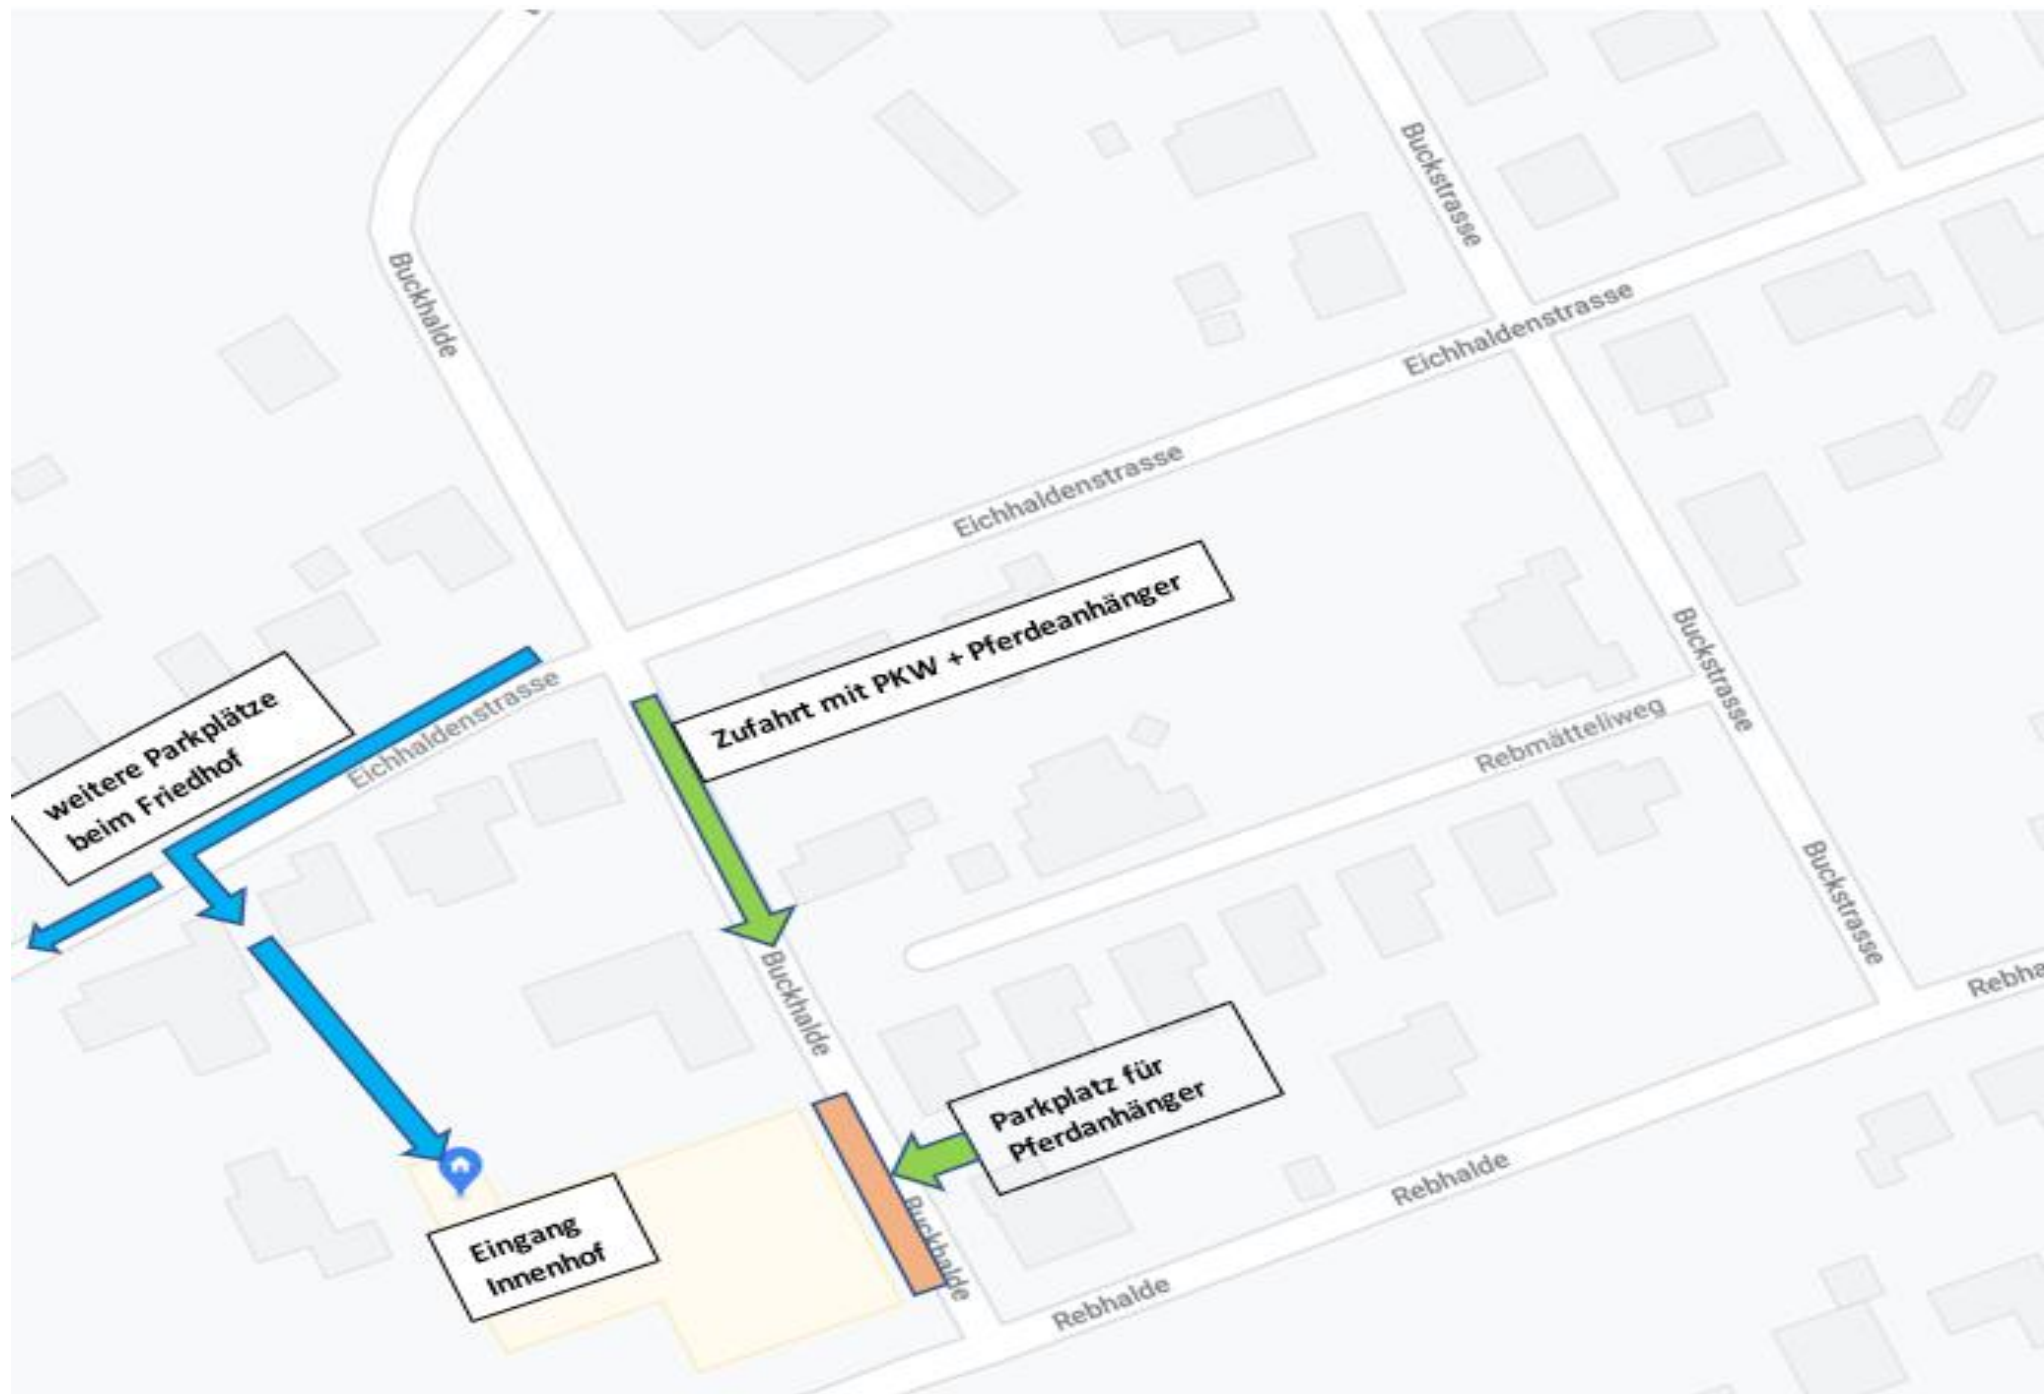 Buckstrasse
Buckhalde
Eichhaldenstrasse
Eichhaldenstrasse
Zufahrt mit PKW + Pferdeanhänger
Buckstrasse
weitere Parkplätze
beim Friedhof
Eichhaldenstrasse
Rebmätteliweg
Buckstrasse
Buckhalde
Rebha
Parkplatz für
Pferdanhänger
Eingang
Innenhof
Buckhalde
Rebhalde
Rebhalde